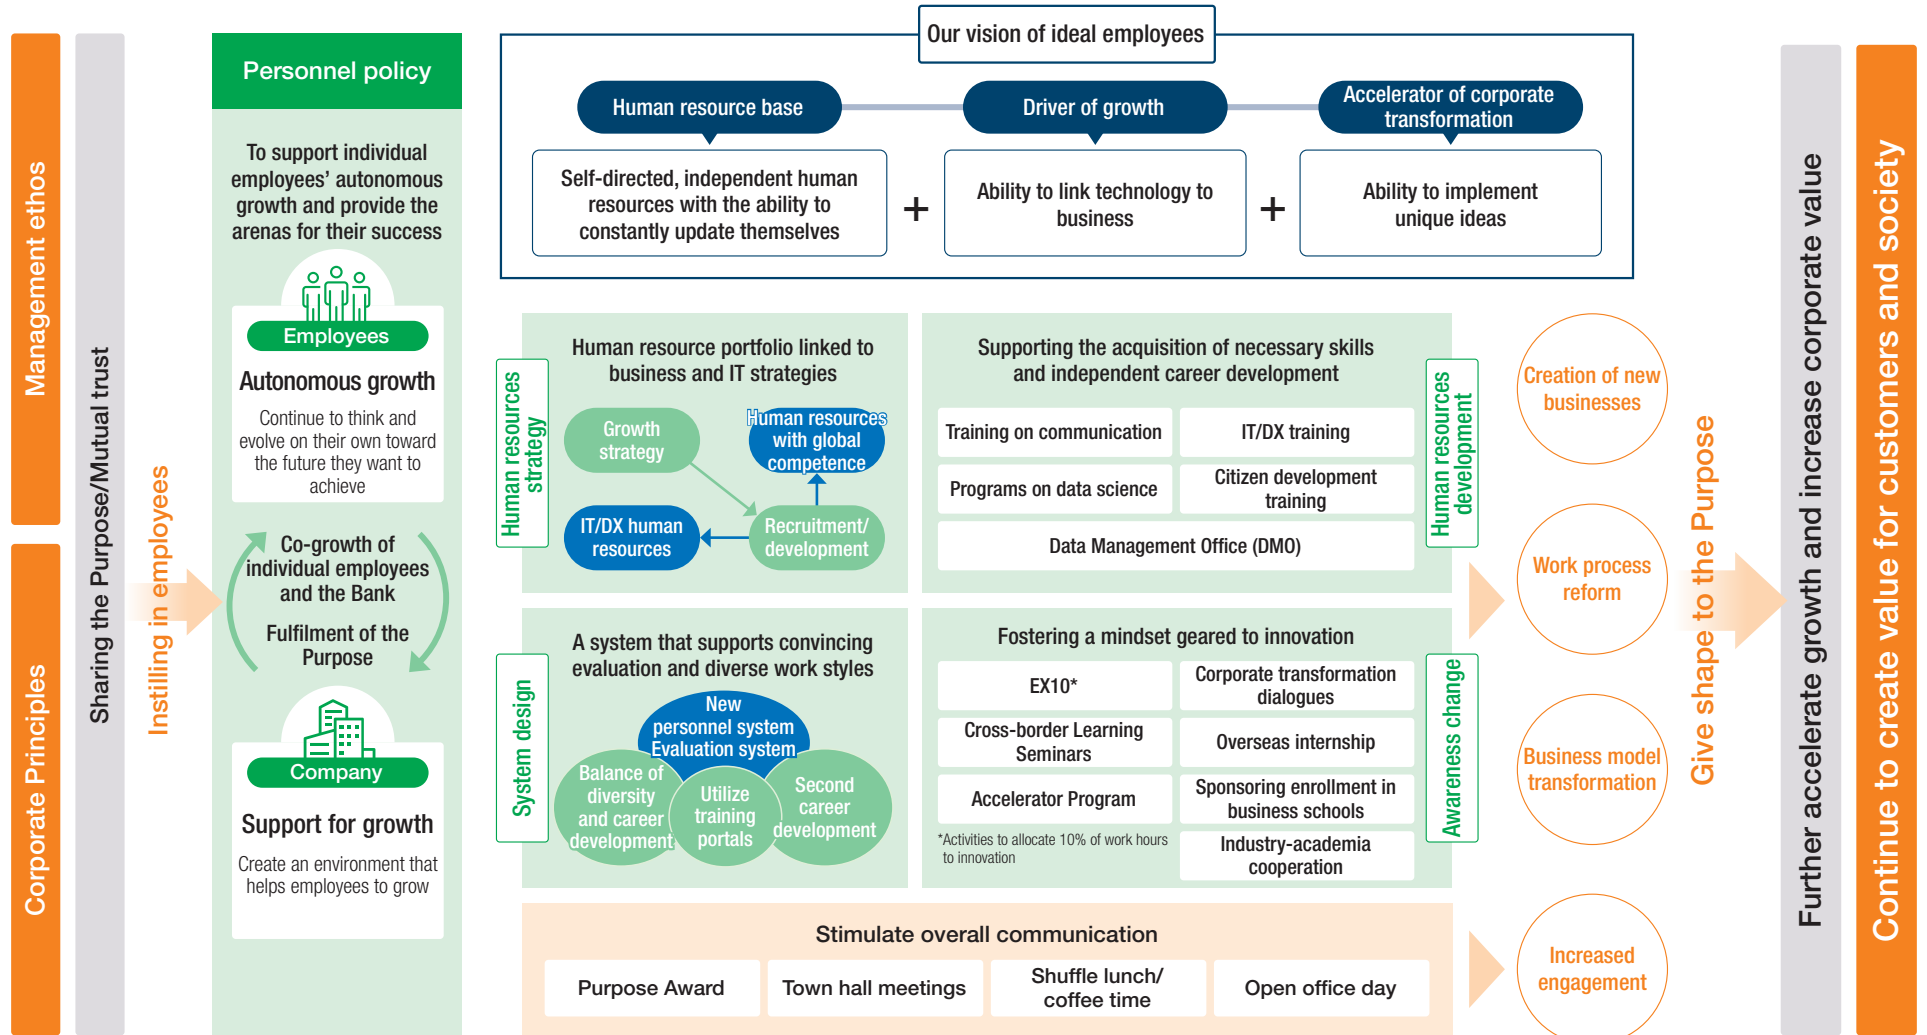 Management ethos
Corporate Principles
Sharing the Purpose/Mutual trust
Instilling in employees
Personnel policy
To support individual
employees’ autonomous
growth and provide the
arenas for their success
Employees
Autonomous growth
Continue to think and
evolve on their own toward
the future they want to
achieve
Co-growth of
individual employees
and the Bank
Fulfilment of the
Purpose
Company
Support for growth
Create an environment that
helps employees to grow
Our vision of ideal employees
Human resource base
Self-directed, independent human
resources with the ability to
constantly update themselves
+
Driver of growth
Ability to link technology to
business
+
Accelerator of corporate
transformation
Ability to implement
unique ideas
Human resources
strategy
Human resource portfolio linked to
business and IT strategies
Growth
strategy
Human resources
with global
competence
IT/DX human
resources
Recruitment/
development
Supporting the acquisition of necessary skills
and independent career development
Training on communication
IT/DX training
Programs on data science
Citizen development
training
Data Management Office (DMO)
Human resources
development
System design
A system that supports convincing
evaluation and diverse work styles
New
personnel system
Evaluation system
Balance of
diversity
and career
development
Utilize
training
portals
Second
career
development
Fostering a mindset geared to innovation
EX10*
Corporate transformation
dialogues
Cross-border Learning
Seminars
Overseas internship
Accelerator Program
Sponsoring enrollment in
business schools
*Activities to allocate 10% of work hours
to innovation
Industry-academia
cooperation
Awareness change
Stimulate overall communication
Purpose Award
Town hall meetings
Shuffle lunch/
coffee time
Open office day
Creation of new
businesses
Work process
reform
Business model
transformation
Increased
engagement
Give shape to the Purpose
Further accelerate growth and increase corporate value
Continue to create value for customers and society